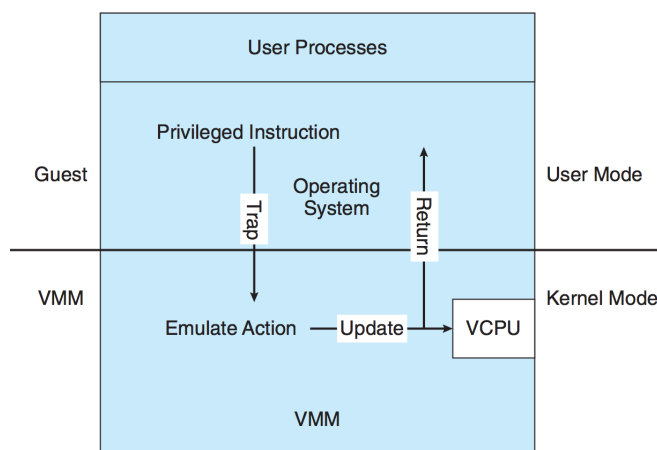 User Processes
Privileged Instruction
Guest
User Mode
Operating
System
Trap
Return
VMM
Kernel Mode
Emulate Action
Update
VCPU
VMM